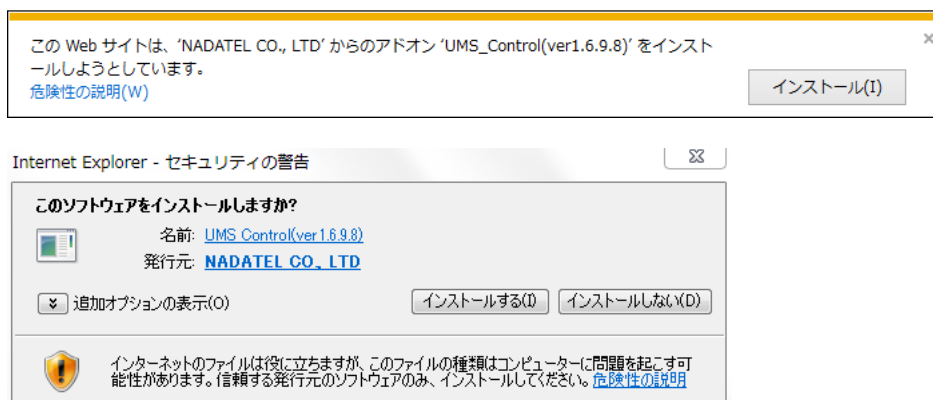 この Web サイトは、'NADATEL CO., LTD' からのアドオン 'UMS_Control(ver1.6.9.8)' をインスト
ールしようとしています。
危険性の説明(W)
インストール(I)
Internet Explorer - セキュリティの警告
このソフトウェアをインストールしますか?
名前: UMS Control(ver1.6.9.8)
発行元: NADATEL CO., LTD
追加オプションの表示(O)
インストールする(I)
インストールしない(D)
インターネットのファイルは役に立ちますが、このファイルの種類はコンピューターに問題を起こす可
能性があります。信頼する発行元のソフトウェアのみ、インストールしてください。危険性の説明